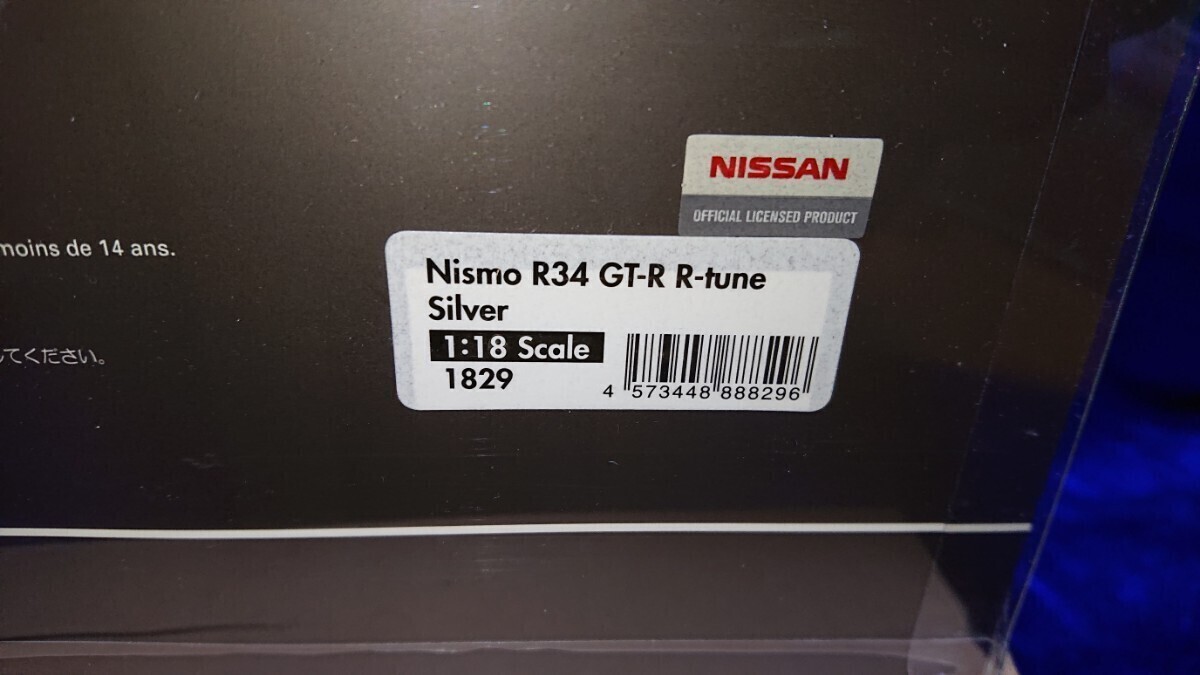 NISSAN
OFFICIAL LICENSED PRODUCT
moins de 14 ans.
Nismo R34 GT-R R-tune
Silver
てください。
1:18 Scale
1829
4 573448 888296